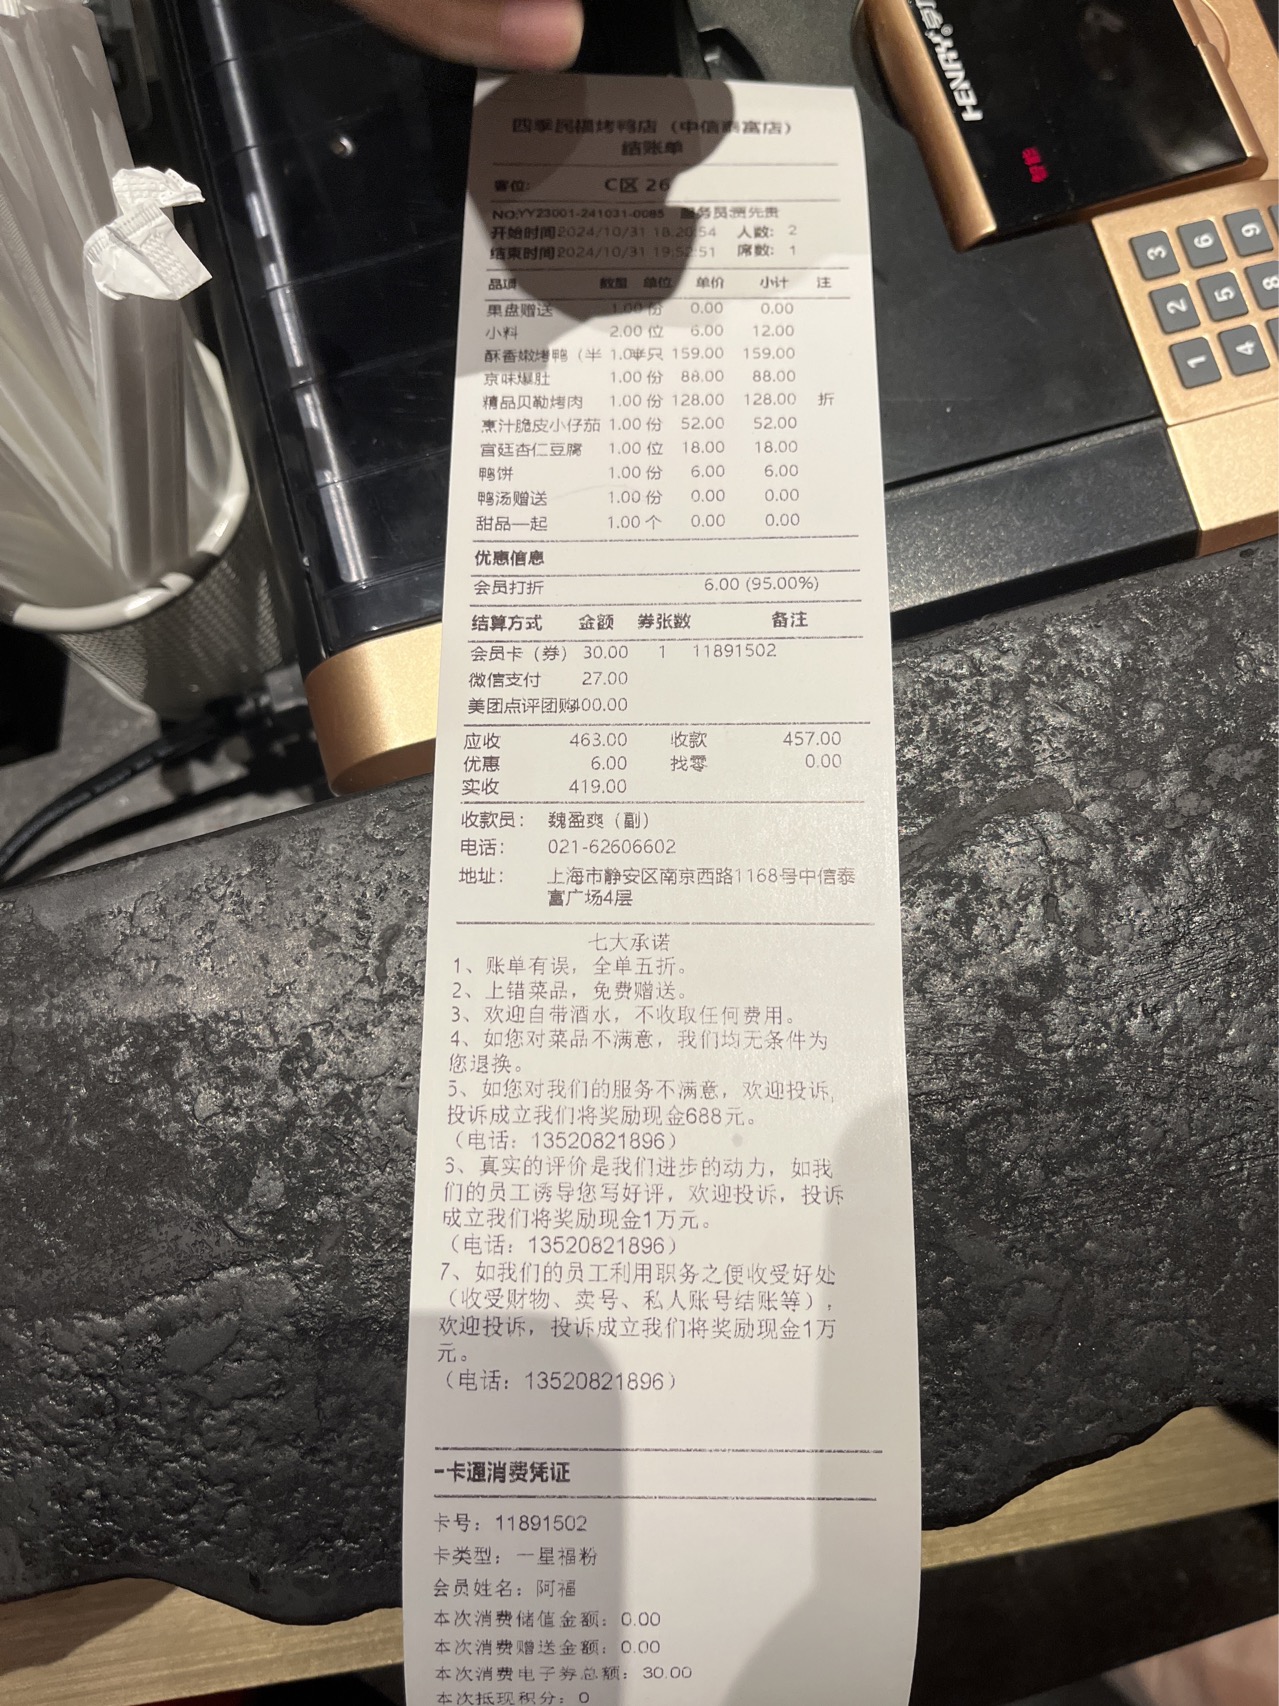 四季民福烤鸭店（中信泰富店）
结账单
客位： C区 26
NO:YY23001-241031-0085 服务员:贾先贵
开始时间2024/10/31 18:20:54 人数：2
结束时间2024/10/31 19:52:51 席数：1
品项 数量 单位 单价 小计 注
果盘赠送 1.00 份 0.00 0.00
小料 2.00 位 6.00 12.00
酥香嫩烤鸭（半 1.0半只 159.00 159.00
京味爆肚 1.00 份 88.00 88.00
精品贝勒烤肉 1.00 份 128.00 128.00 折
烹汁脆皮小仔茄 1.00 份 52.00 52.00
宫廷杏仁豆腐 1.00 位 18.00 18.00
鸭饼 1.00 份 6.00 6.00
鸭汤赠送 1.00 份 0.00 0.00
甜品一起 1.00 个 0.00 0.00
优惠信息
会员打折 6.00 (95.00%)
结算方式 金额 券张数 备注
会员卡（券） 30.00 1 11891502
微信支付 27.00
美团点评团购400.00
应收 463.00 收款 457.00
优惠 6.00 找零 0.00
实收 419.00
收款员： 魏盈爽（副）
电话： 021-62606602
地址： 上海市静安区南京西路1168号中信泰
富广场4层
七大承诺
1、账单有误，全单五折。
2、上错菜品，免费赠送。
3、欢迎自带酒水，不收取任何费用。
4、如您对菜品不满意，我们均无条件为
您退换。
5、如您对我们的服务不满意，欢迎投诉，
投诉成立我们将奖励现金688元。
（电话：13520821896）
6、真实的评价是我们进步的动力，如我
们的员工诱导您写好评，欢迎投诉，投诉
成立我们将奖励现金1万元。
（电话：13520821896）
7、如我们的员工利用职务之便收受好处
（收受财物、卖号、私人账号结账等），
欢迎投诉，投诉成立我们将奖励现金1万
元。
（电话：13520821896）
一卡通消费凭证
卡号：11891502
卡类型：一星福粉
会员姓名：阿福
本次消费储值金额：0.00
本次消费赠送金额：0.00
本次消费电子券总额：30.00
本次抵现积分：0
1 2 3
4 5 6
8 9